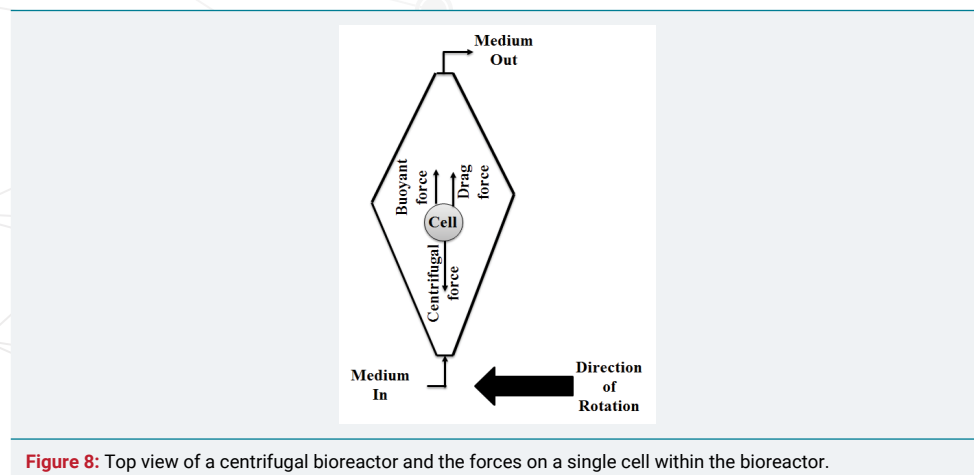 Medium
Out
Buoyant
force
Drag
force
Cell
Centrifugal
force
Medium
In
Direction
of
Rotation
Figure 8: Top view of a centrifugal bioreactor and the forces on a single cell within the bioreactor.